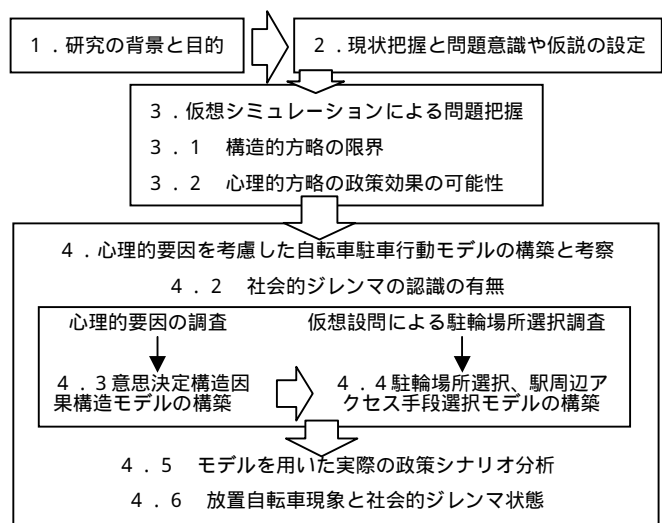 1．研究の背景と目的
2．現状把握と問題意識や仮説の設定
3．仮想シミュレーションによる問題把握
3．1　構造的方略の限界
3．2　心理的方略の政策効果の可能性
4．心理的要因を考慮した自転車駐車行動モデルの構築と考察
4．2　社会的ジレンマの認識の有無
心理的要因の調査
仮想設問による駐輪場所選択調査
4．3意思決定構造因
果構造モデルの構築
4．4駐輪場所選択、駅周辺ア
クセス手段選択モデルの構築
4．5　モデルを用いた実際の政策シナリオ分析
4．6　放置自転車現象と社会的ジレンマ状態